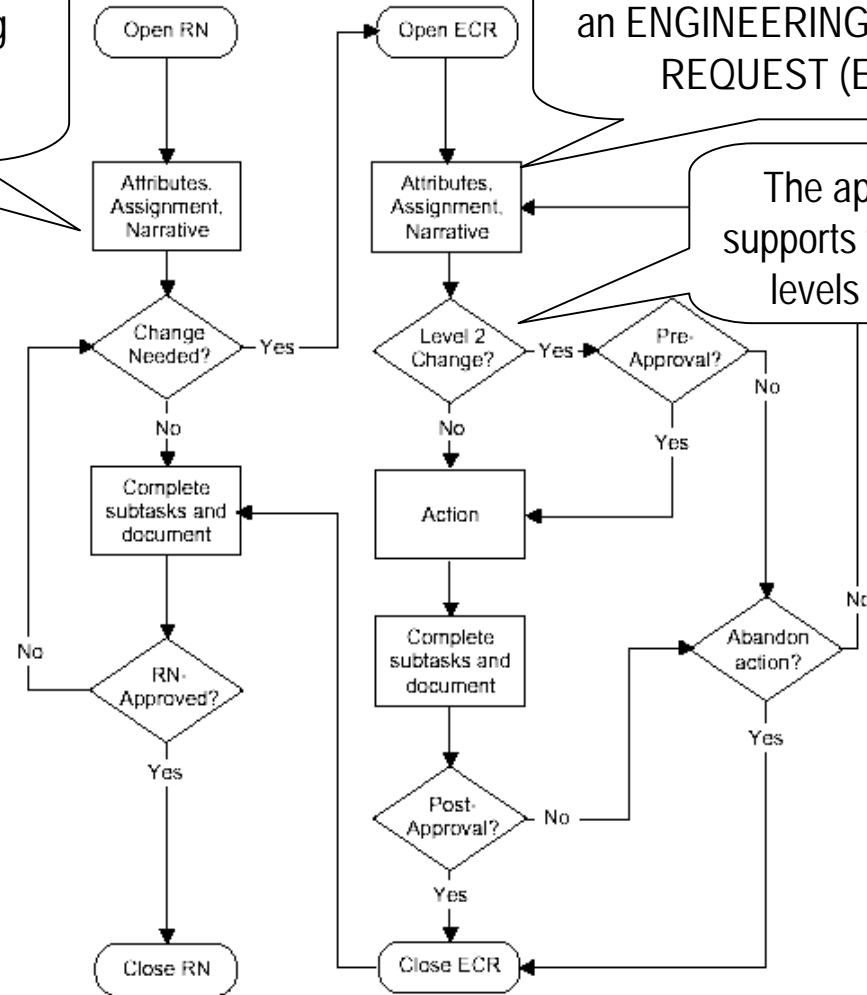 Open RN
Open ECR
an ENGINEERING
REQUEST (E
Attributes.
Assignment,
Narrative
Attributes,
Assignment,
Narrative
The ap
supports
levels
Change
Needed?
Yes
Level 2
Change?
Yes
Pre-
Approval?
No
No
No
Yes
Complete
subtasks and
document
Action
No
Complete
subtasks and
document
Abandon
action?
No
RN-
Approved?
Yes
Yes
Post-
Approval?
No
Yes
Close RN
Close ECR